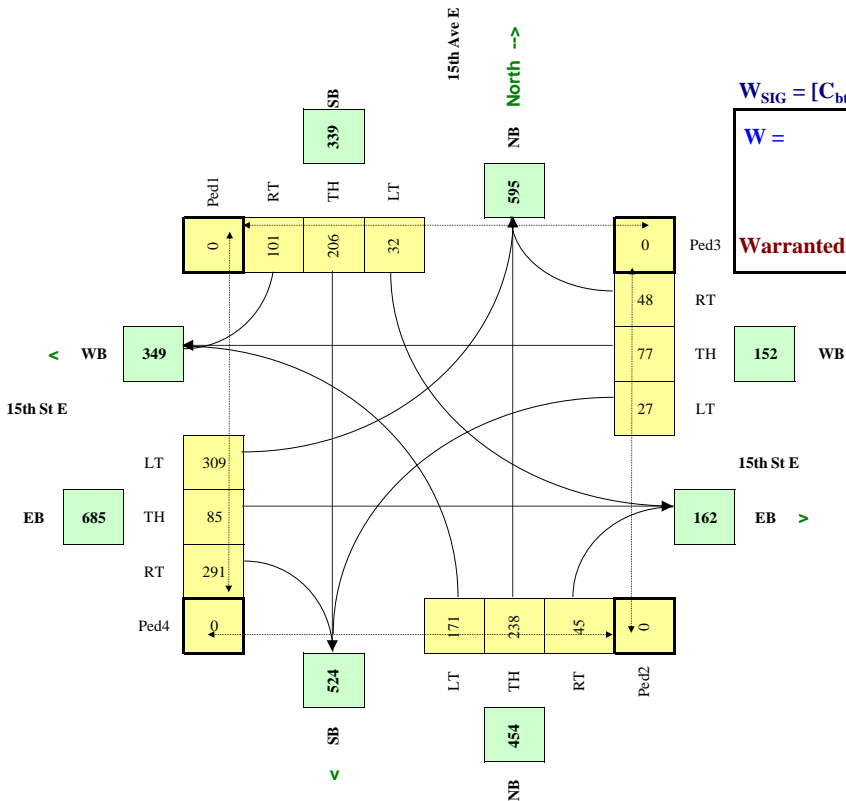 15th Ave E
North -->
SB
339
NB
595
W_SIG = [C_bt
W =
Warranted
Ped1
RT
TH
LT
0
101
206
32
0
Ped3
48
RT
< WB
349
77
TH
152
WB
27
LT
15th St E
LT
309
15th St E
EB
685
TH
85
162
EB >
RT
291
Ped4
0
171
238
45
0
524
LT
TH
RT
Ped2
SB
<
454
NB